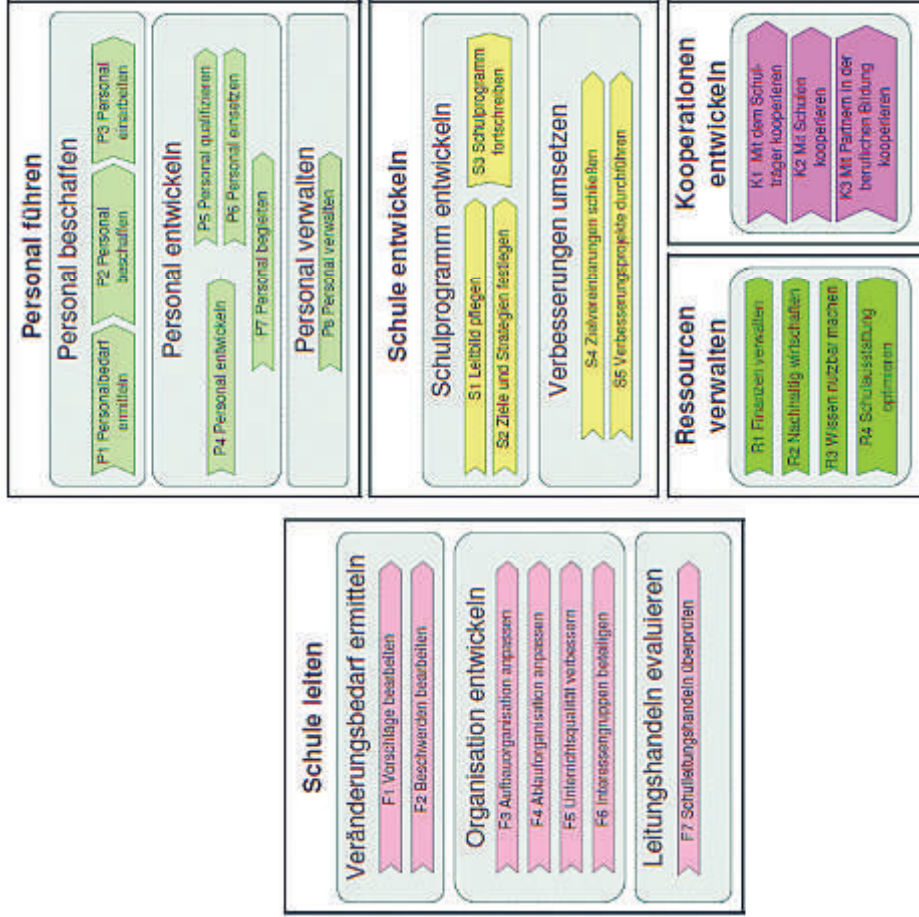 Schule leiten
Veränderungsbedarf ermitteln
F1 Vorschläge bearbeiten
F2 Beschwerden bearbeiten
Organisation entwickeln
F3 Aufbauorganisation anpassen
F4 Ablauforganisation anpassen
F5 Unterrichtsqualität verbessern
F6 Interessengruppen beteiligen
Leitungshandeln evaluieren
F7 Schulleitungshandeln überprüfen
Personal führen
Personal beschaffen
P1 Personalbedarf
ermitteln
P2 Personal
beschaffen
P3 Personal
einarbeiten
Personal entwickeln
P4 Personal entwickeln
P5 Personal qualifizieren
P6 Personal einsetzen
P7 Personal begleiten
Personal verwalten
P8 Personal verwalten
Schule entwickeln
Schulprogramm entwickeln
S1 Leitbild pflegen
S2 Ziele und Strategien festlegen
S3 Schulprogramm
fortschreiben
Verbesserungen umsetzen
S4 Zielvereinbarungen schließen
S5 Verbesserungsprojekte durchführen
Ressourcen
verwalten
R1 Finanzen verwalten
R2 Nachhaltig wirtschaften
R3 Wissen nutzbar machen
R4 Schulausstattung
optimieren
Kooperationen
entwickeln
K1 Mit dem Schul-
träger kooperieren
K2 Mit Schulen
kooperieren
K3 Mit Partnern in der
beruflichen Bildung
kooperieren